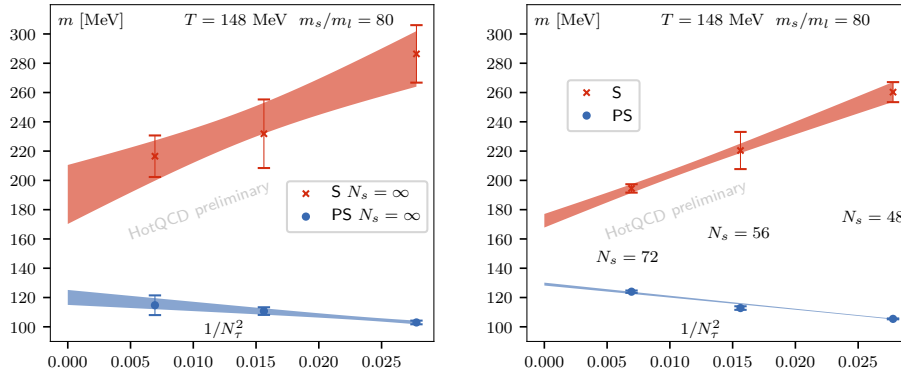 m [MeV] T = 148 MeV m_s/m_l = 80
300
280
260
240
220
200
180
160
140
120
100
S N_s = ∞
PS N_s = ∞
HotQCD preliminary
1/N_τ^2
0.000 0.005 0.010 0.015 0.020 0.025
m [MeV] T = 148 MeV m_s/m_l = 80
300
280
260
240
220
200
180
160
140
120
100
S
PS
HotQCD preliminary
N_s = 48
N_s = 56
N_s = 72
1/N_τ^2
0.000 0.005 0.010 0.015 0.020 0.025